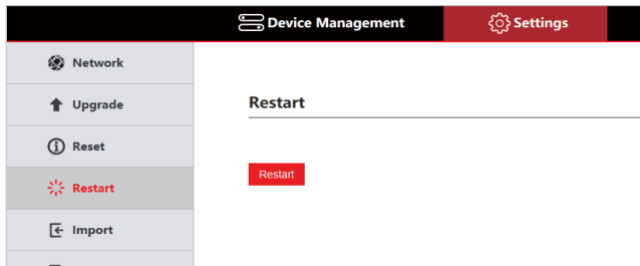 Device Management
Settings
Network
Upgrade
Reset
Restart
Import
Restart
Restart